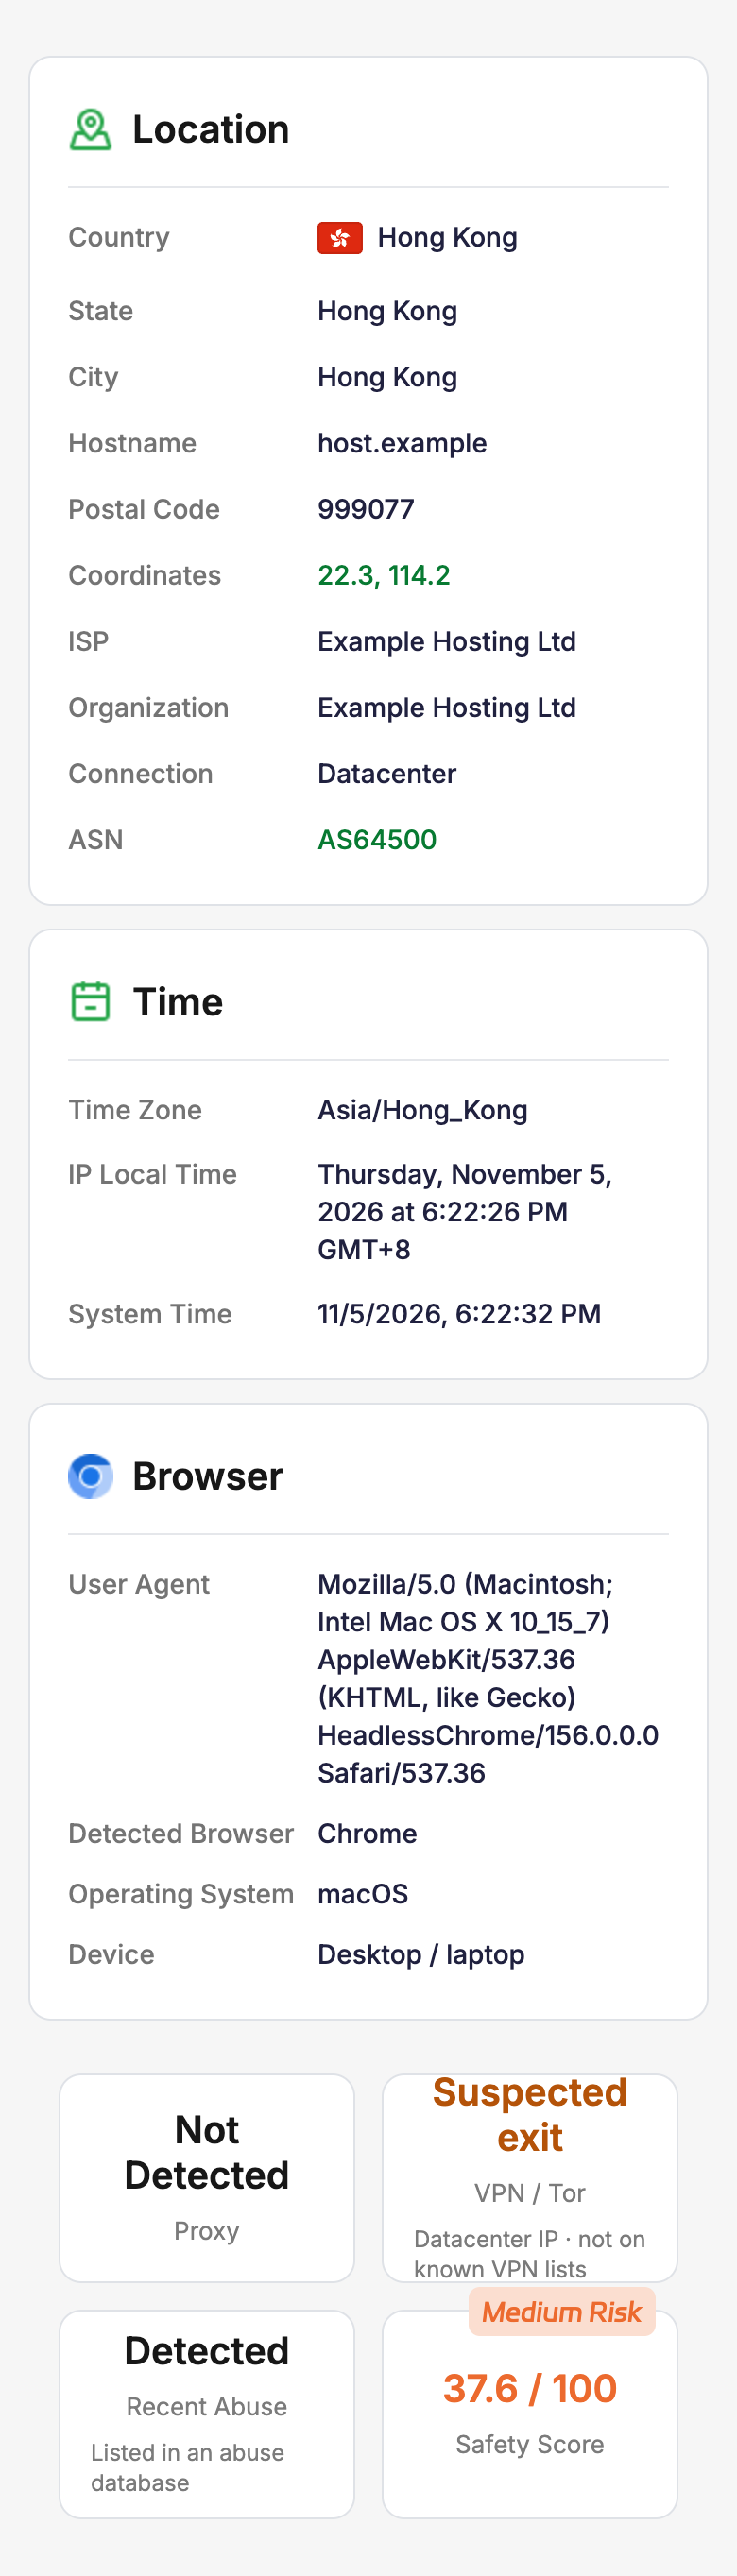 Location
Country Hong Kong
State Hong Kong
City Hong Kong
Hostname host.example
Postal Code 999077
Coordinates 22.3, 114.2
ISP Example Hosting Ltd
Organization Example Hosting Ltd
Connection Datacenter
ASN AS64500
Time
Time Zone Asia/Hong_Kong
IP Local Time Thursday, November 5,
2026 at 6:22:26 PM
GMT+8
System Time 11/5/2026, 6:22:32 PM
Browser
User Agent Mozilla/5.0 (Macintosh;
Intel Mac OS X 10_15_7)
AppleWebKit/537.36
(KHTML, like Gecko)
HeadlessChrome/156.0.0.0
Safari/537.36
Detected Browser Chrome
Operating System macOS
Device Desktop / laptop
Not
Detected
Proxy
Suspected
exit
VPN / Tor
Datacenter IP · not on
known VPN lists
Detected
Recent Abuse
Listed in an abuse
database
Medium Risk
37.6 / 100
Safety Score